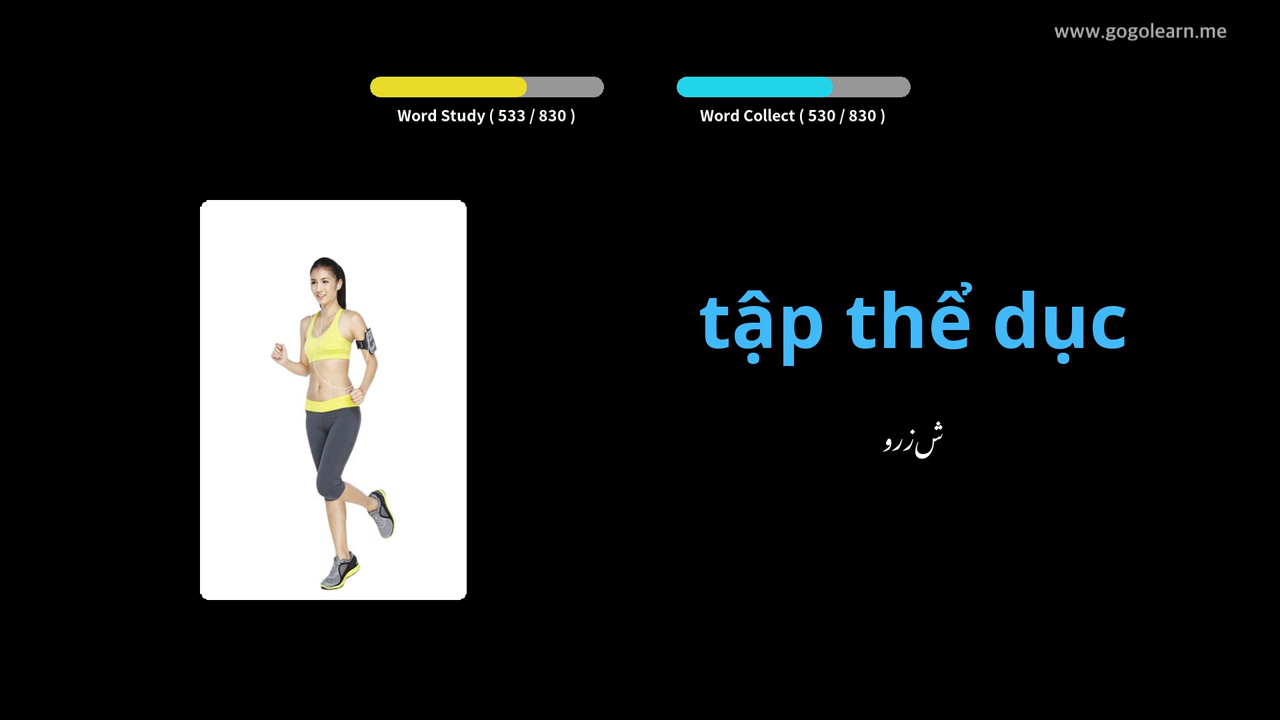 www.gogolearn.me
Word Study ( 533 / 830 )
Word Collect ( 530 / 830 )
tập thể dục
ش‌زرو